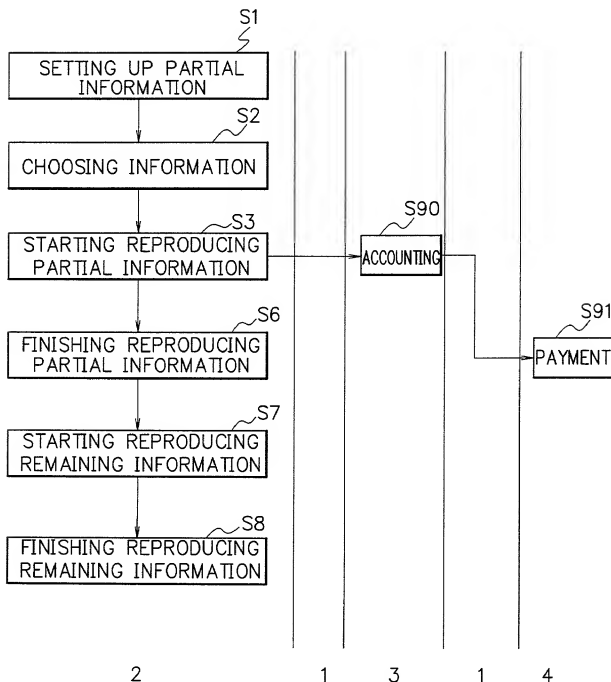 S1
SETTING UP PARTIAL
INFORMATION
S2
CHOOSING INFORMATION
S3
STARTING REPRODUCING
PARTIAL INFORMATION
S90
ACCOUNTING
S6
FINISHING REPRODUCING
PARTIAL INFORMATION
S91
PAYMENT
S7
STARTING REPRODUCING
REMAINING INFORMATION
S8
FINISHING REPRODUCING
REMAINING INFORMATION
2 1 3 1 4